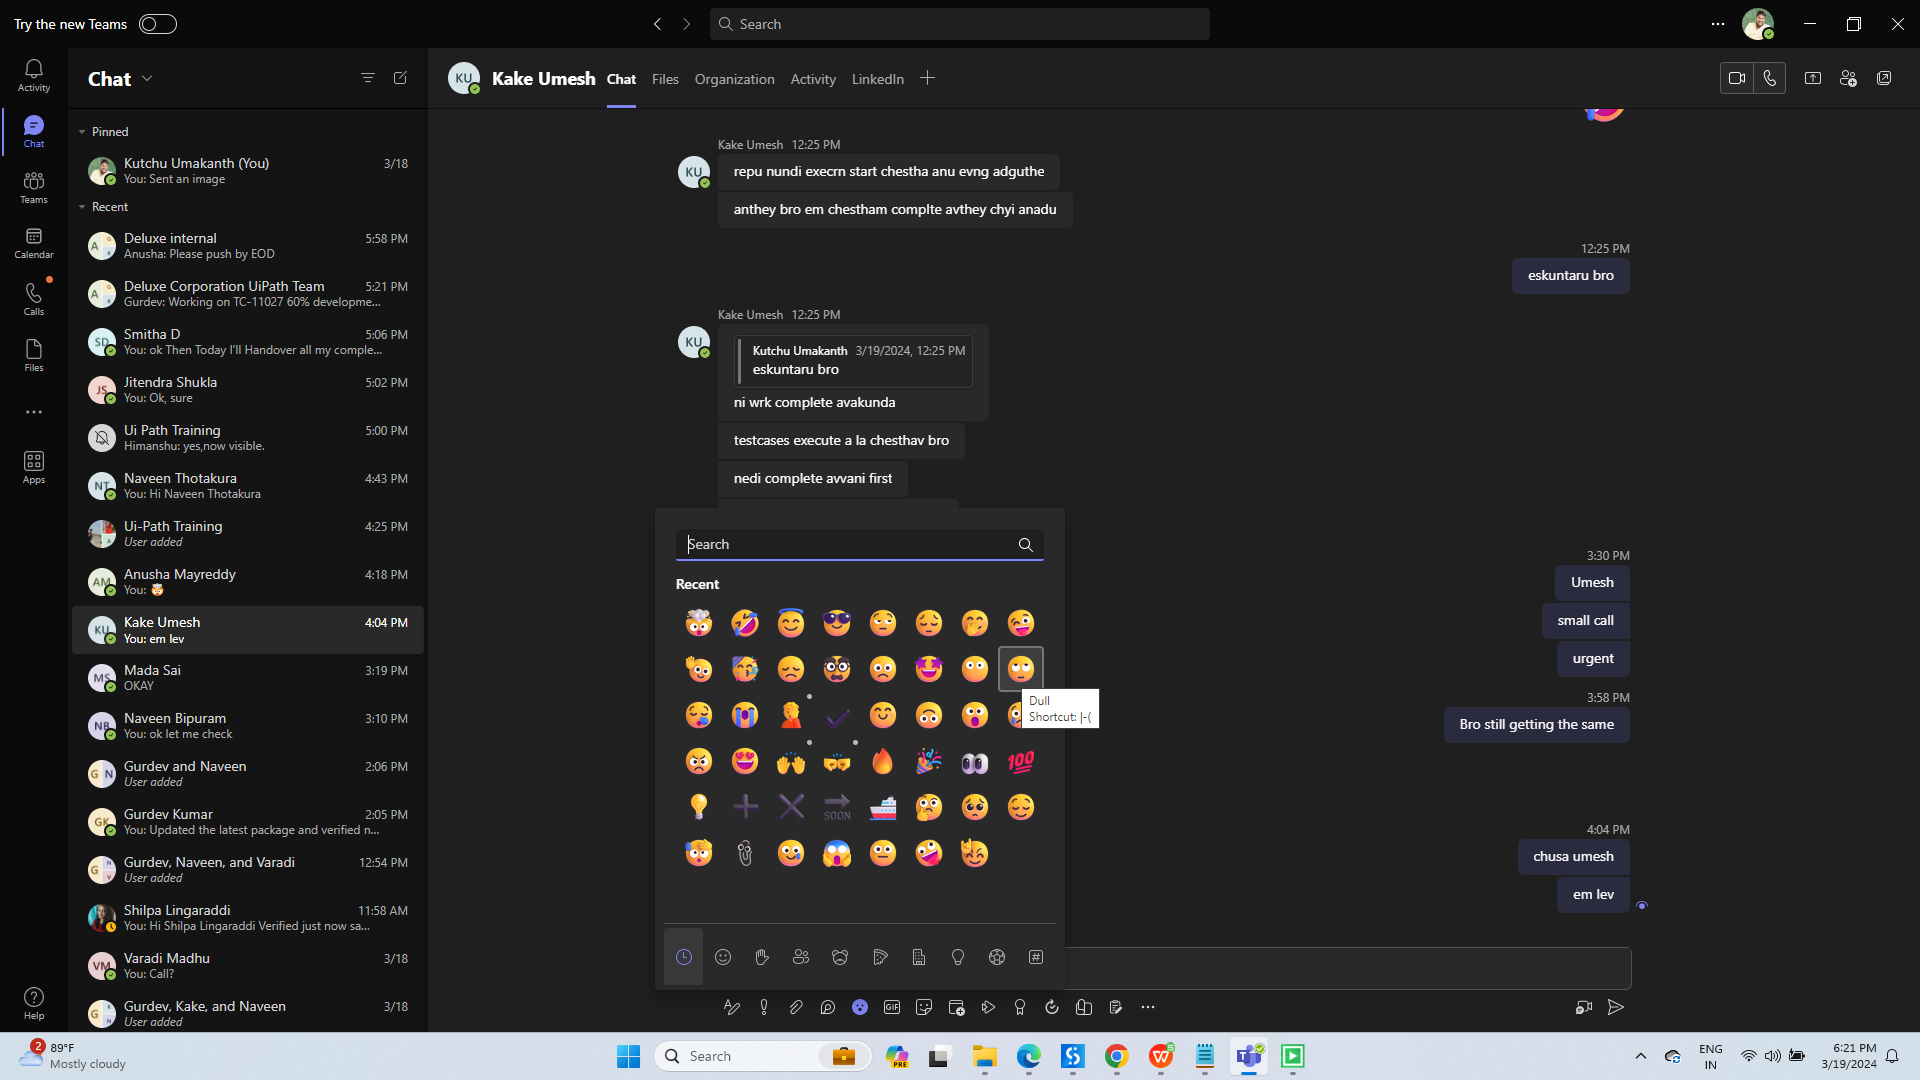 Try the new Teams
Search
Activity
Chat
Teams
Calendar
Calls
Files
Apps
Help
Chat
Pinned
Kutchu Umakanth (You) 3/18
You: Sent an image
Recent
Deluxe internal 5:58 PM
Anusha: Please push by EOD
Deluxe Corporation UiPath Team 5:21 PM
Gurdev: Working on TC-11027 60% developme...
SD Smitha D 5:06 PM
You: ok Then Today I'll Handover all my comple...
JS Jitendra Shukla 5:02 PM
You: Ok, sure
Ui Path Training 5:00 PM
Himanshu: yes,now visible.
NT Naveen Thotakura 4:43 PM
You: Hi Naveen Thotakura
Ui-Path Training 4:25 PM
User added
AM Anusha Mayreddy 4:18 PM
You: 🤯
KU Kake Umesh 4:04 PM
You: em lev
MS Mada Sai 3:19 PM
OKAY
NB Naveen Bipuram 3:10 PM
You: ok let me check
G N Gurdev and Naveen 2:06 PM
User added
GK Gurdev Kumar 2:05 PM
You: Updated the latest package and verified n...
Gurdev, Naveen, and Varadi 12:54 PM
User added
Shilpa Lingaraddi 11:58 AM
You: Hi Shilpa Lingaraddi Verified just now sa...
VM Varadi Madhu 3/18
You: Call?
Gurdev, Kake, and Naveen 3/18
User added
KU Kake Umesh Chat Files Organization Activity LinkedIn
Kake Umesh 12:25 PM
KU
repu nundi execrn start chestha anu evng adguthe
anthey bro em chestham complte avthey chyi anadu
12:25 PM
eskuntaru bro
Kake Umesh 12:25 PM
KU
Kutchu Umakanth 3/19/2024, 12:25 PM
eskuntaru bro
ni wrk complete avakunda
testcases execute a la chesthav bro
nedi complete avvani first
3:30 PM
Umesh
small call
urgent
3:58 PM
Bro still getting the same
4:04 PM
chusa umesh
em lev
Search
Recent
Dull
Shortcut: |-(
100
SOON
GIF
2
89°F
Mostly cloudy
Search
PRE
ENG
IN
6:21 PM
3/19/2024